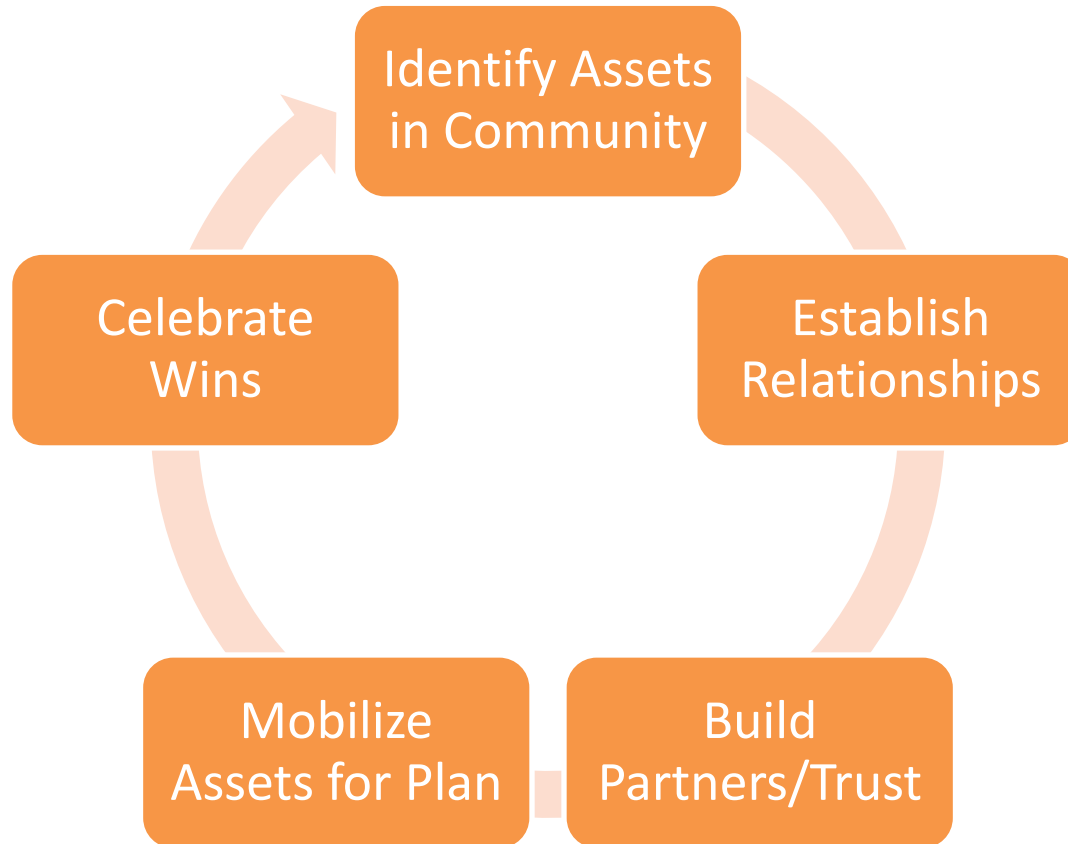 Identify Assets
in Community
Establish
Relationships
Build
Partners/Trust
Mobilize
Assets for Plan
Celebrate
Wins